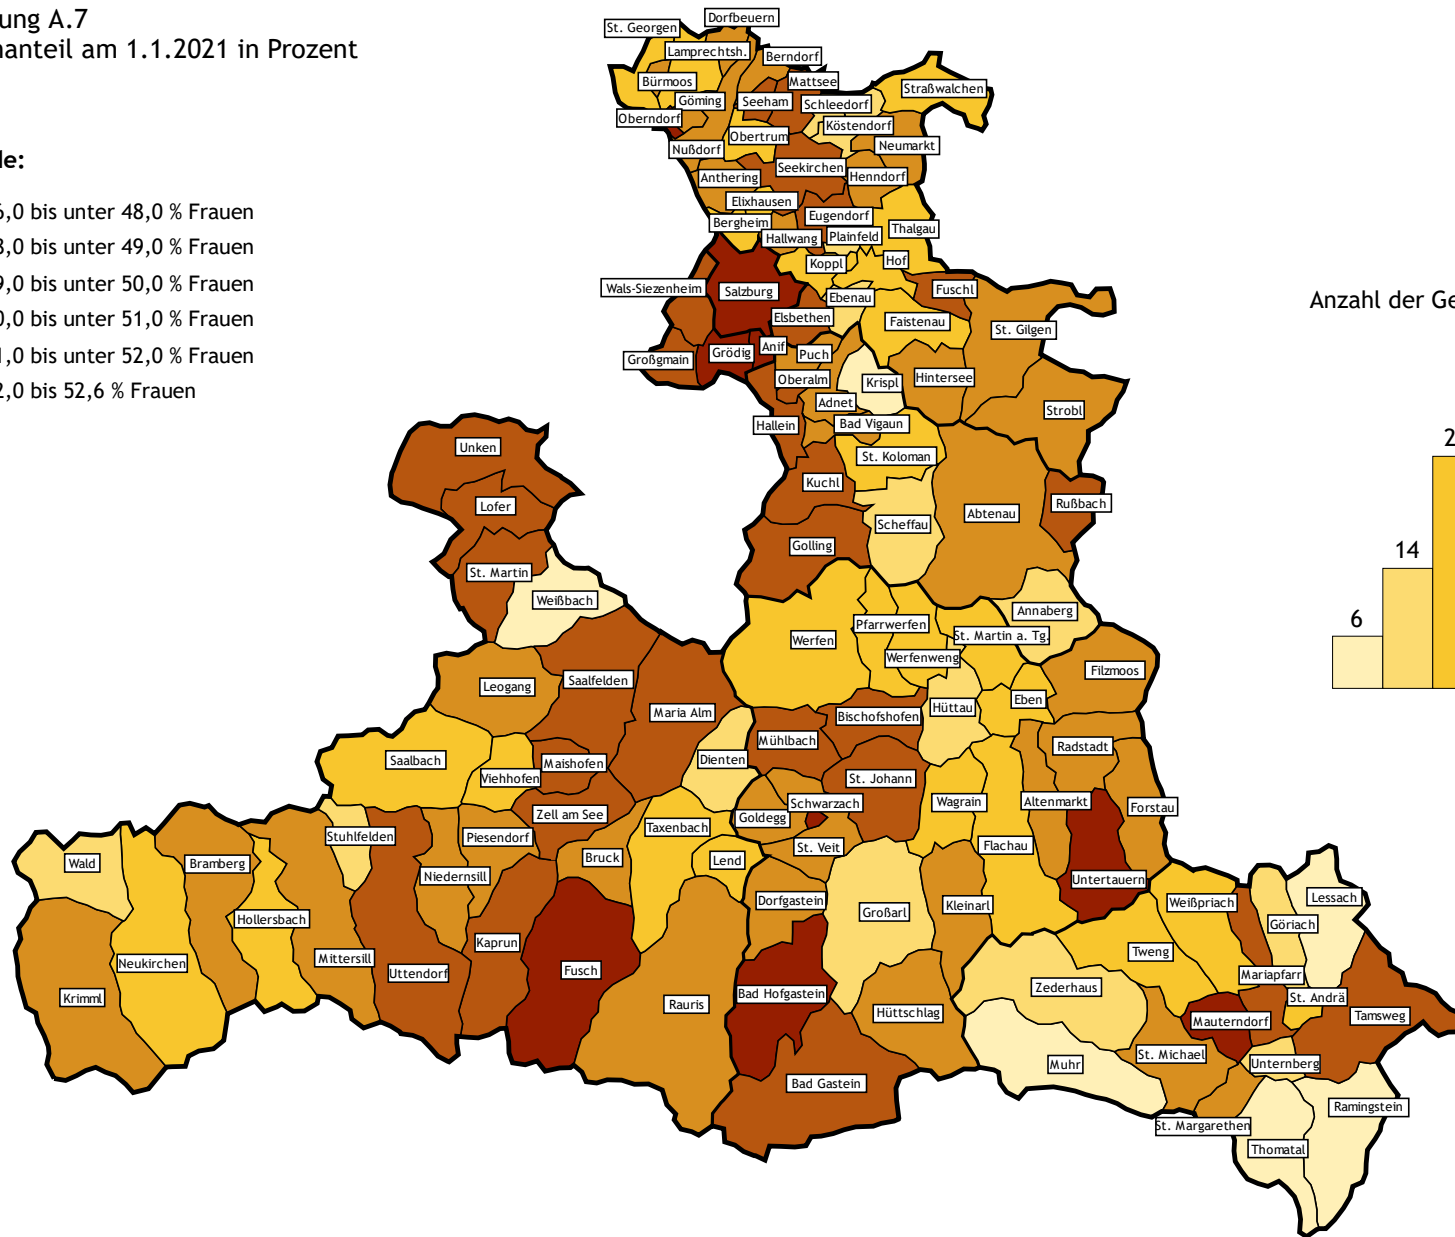 ung A.7
nanteil am 1.1.2021 in Prozent
de:
6,0 bis unter 48,0 % Frauen
8,0 bis unter 49,0 % Frauen
9,0 bis unter 50,0 % Frauen
0,0 bis unter 51,0 % Frauen
1,0 bis unter 52,0 % Frauen
2,0 bis 52,6 % Frauen
Anzahl der Ge
6
14
2
Dorfbeuern
St. Georgen
Lamprechtsh.
Berndorf
Bürmoos
Mattsee
Straßwalchen
Göming
Seeham
Schleedorf
Oberndorf
Köstendorf
Obertrum
Neumarkt
Nußdorf
Seekirchen
Anthering
Henndorf
Elixhausen
Eugendorf
Bergheim
Thalgau
Hallwang
Plainfeld
Koppl
Hof
Wals-Siezenheim
Salzburg
Fuschl
Ebenau
Elsbethen
Faistenau
St. Gilgen
Anif
Großgmain
Grödig
Puch
Oberalm
Krispl
Hintersee
Adnet
Strobl
Hallein
Bad Vigaun
Unken
St. Koloman
Kuchl
Lofer
Rußbach
Scheffau
Abtenau
Golling
St. Martin
Weißbach
Annaberg
Pfarrwerfen
Werfen
St. Martin a. Tg.
Werfenweng
Filzmoos
Saalfelden
Leogang
Eben
Hüttau
Maria Alm
Bischofshofen
Mühlbach
Radstadt
Saalbach
Dienten
Maishofen
Viehhofen
St. Johann
Schwarzach
Wagrain
Altenmarkt
Forstau
Zell am See
Goldegg
Taxenbach
Stuhlfelden
Piesendorf
Flachau
St. Veit
Bruck
Lend
Wald
Bramberg
Niedernsill
Untertauern
Lessach
Dorfgastein
Weißpriach
Kleinarl
Großarl
Hollersbach
Göriach
Kaprun
Tweng
Mittersill
Neukirchen
Uttendorf
Fusch
Mariapfarr
Zederhaus
Bad Hofgastein
Krimml
St. Andrä
Rauris
Hüttschlag
Tamsweg
Mauterndorf
St. Michael
Muhr
Unternberg
Bad Gastein
Ramingstein
St. Margarethen
Thomatal